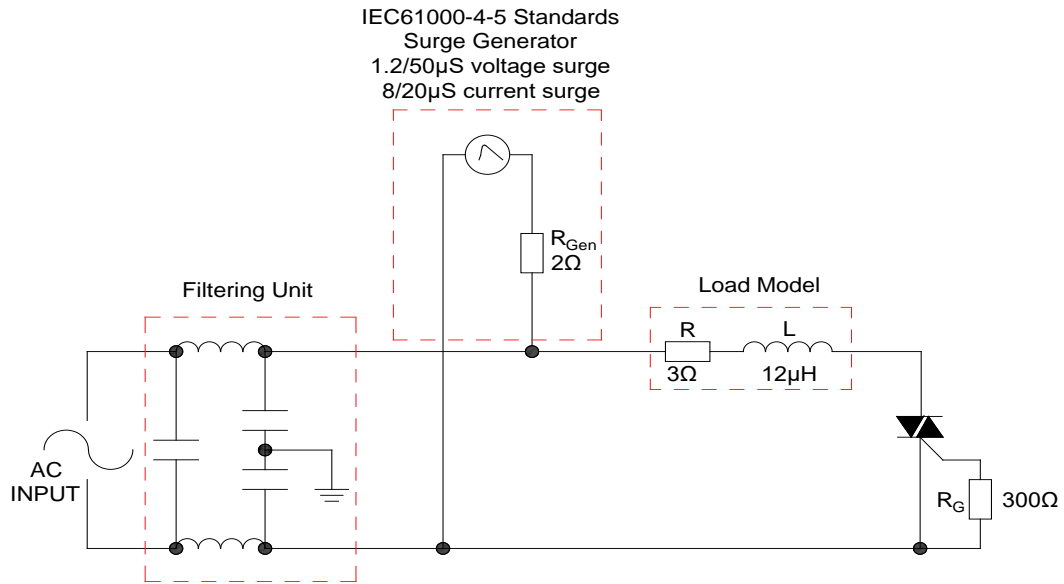 IEC61000-4-5 Standards
Surge Generator
1.2/50µS voltage surge
8/20µS current surge
R_Gen
2Ω
Filtering Unit
Load Model
R
L
3Ω
12µH
AC
INPUT
R_G
300Ω